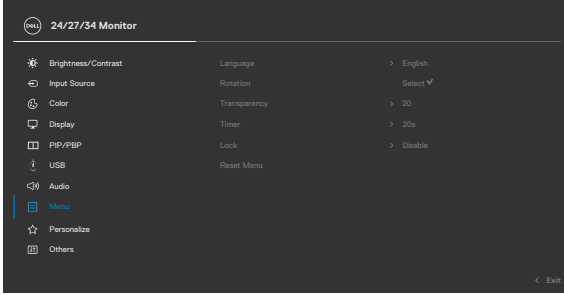 DELL 24/27/34 Monitor
Brightness/Contrast Language > English
Input Source Rotation Select ✓
Color Transparency > 20
Display Timer > 20s
PIP/PBP Lock > Disable
USB Reset Menu
Audio
Menu
Personalize
Others
< Exit